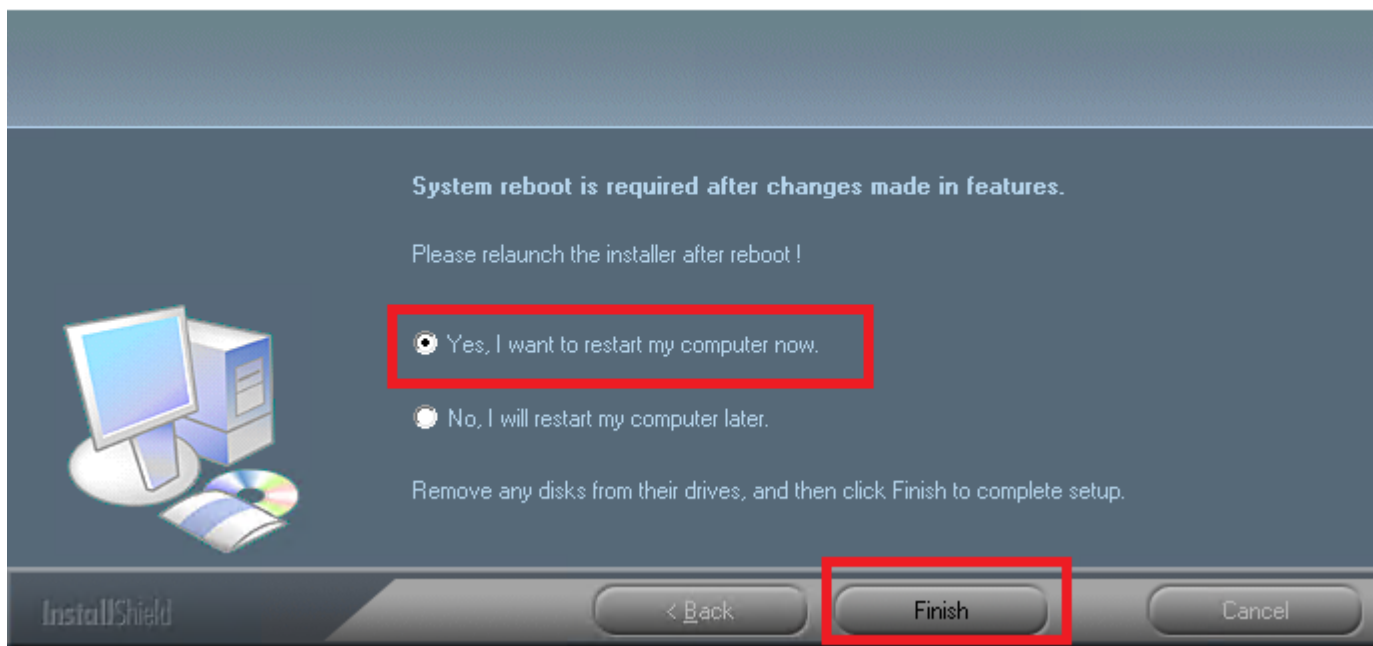 System reboot is required after changes made in features.
Please relaunch the installer after reboot !
Yes, I want to restart my computer now.
No, I will restart my computer later.
Remove any disks from their drives, and then click Finish to complete setup.
InstallShield
< Back
Finish
Cancel